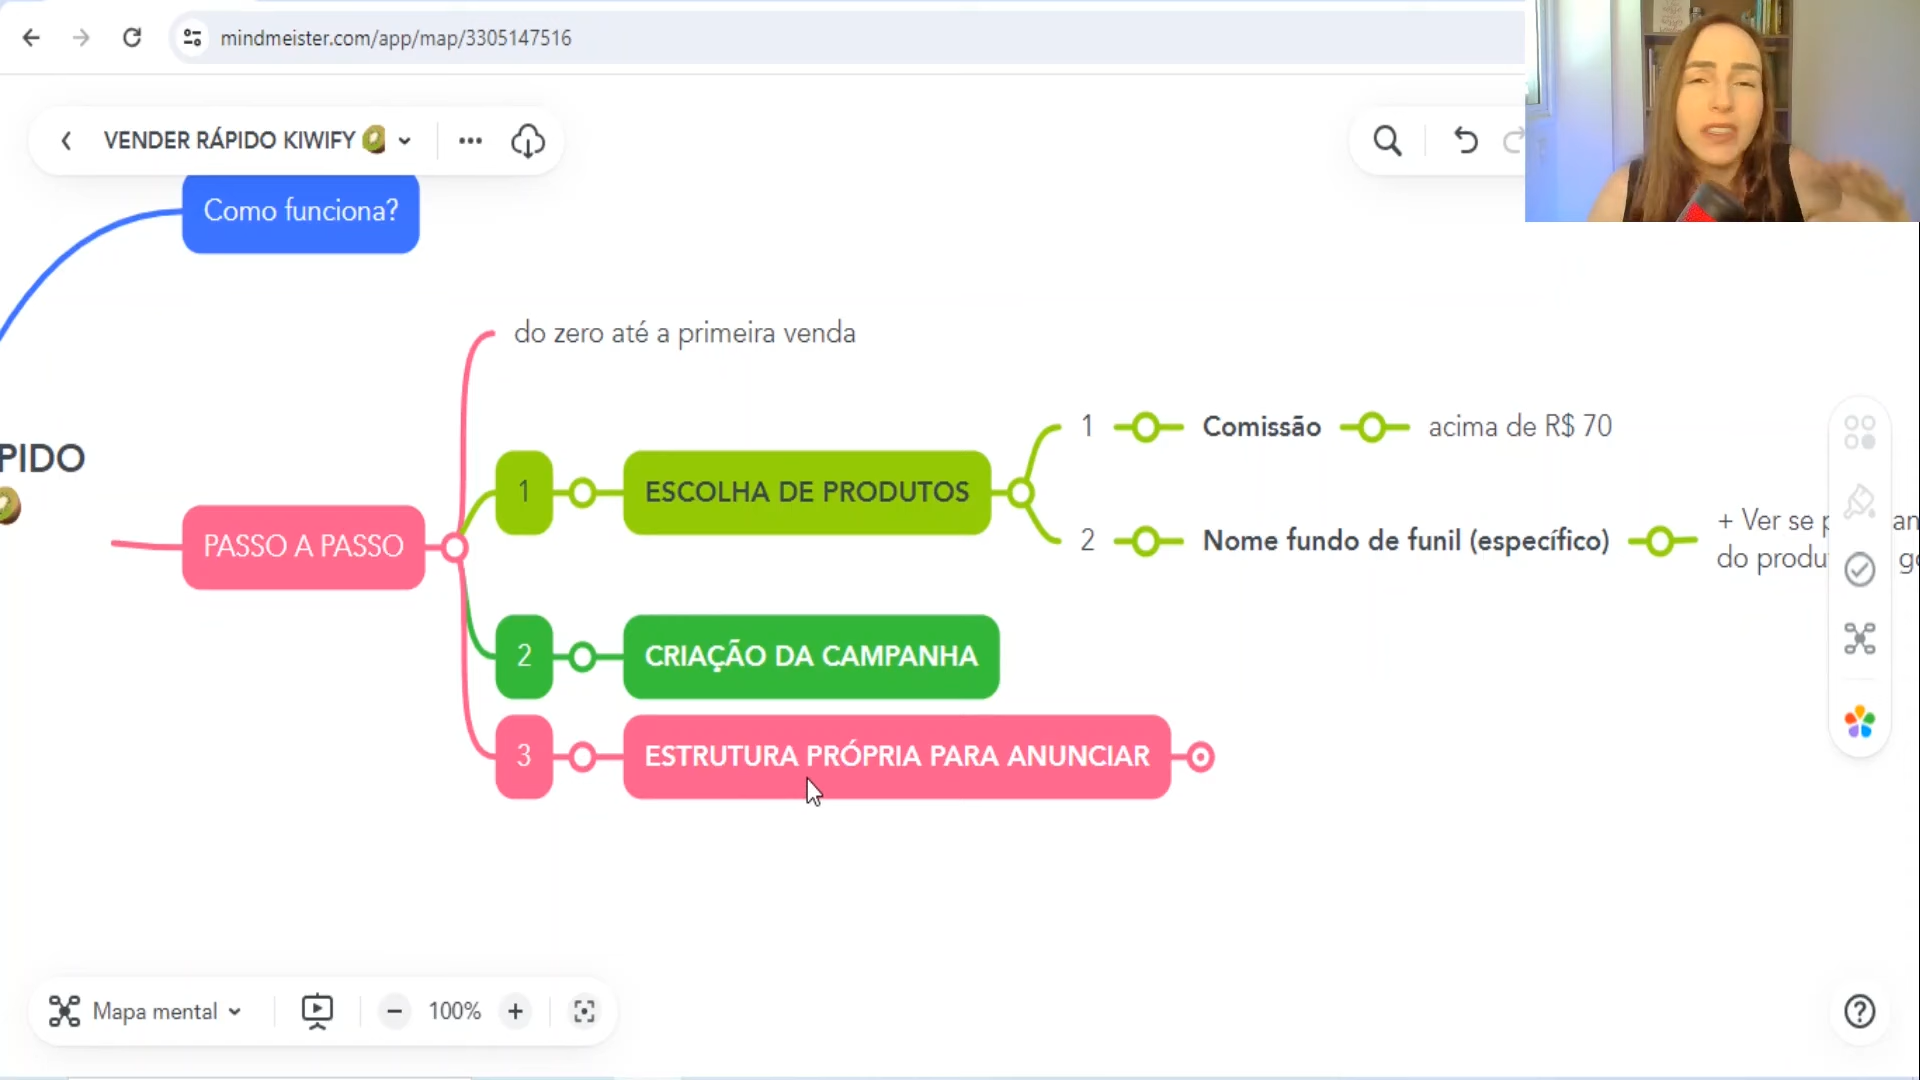 mindmeister.com/app/map/3305147516
VENDER RÁPIDO KIWIFY
Como funciona?
do zero até a primeira venda
PIDO
PASSO A PASSO
1
ESCOLHA DE PRODUTOS
1
Comissão
acima de R$ 70
2
Nome fundo de funil (específico)
+ Ver se
do produ
2
CRIAÇÃO DA CAMPANHA
3
ESTRUTURA PRÓPRIA PARA ANUNCIAR
Mapa mental
100%